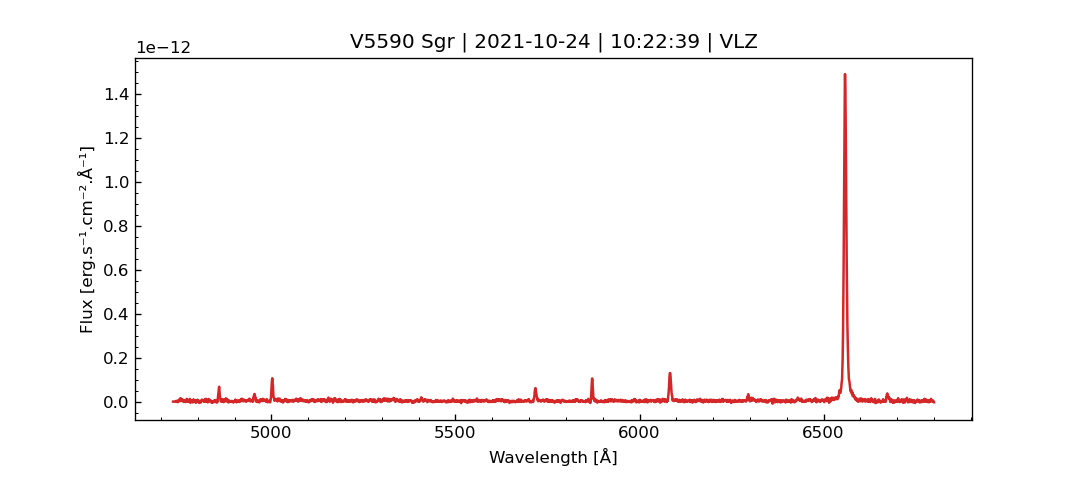 V5590 Sgr | 2021-10-24 | 10:22:39 | VLZ
1e−12
1.4
1.2
1.0
0.8
0.6
0.4
0.2
0.0
Flux [erg.s⁻¹.cm⁻².Å⁻¹]
5000 5500 6000 6500
Wavelength [Å]